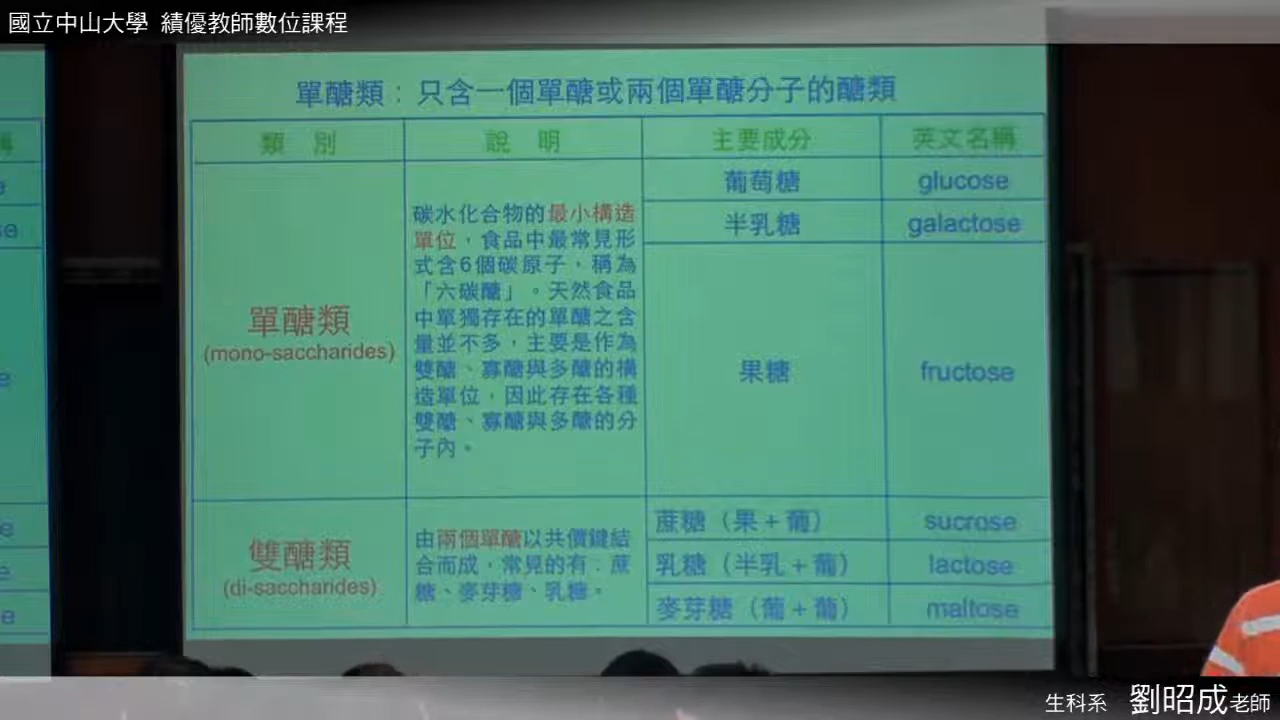 國立中山大學 績優教師數位課程
單醣類：只含一個單醣或兩個單醣分子的醣類
類 別
說 明
主要成分
英文名稱
單醣類
(mono-saccharides)
碳水化合物的最小構造
單位，食品中最常見形
式含6個碳原子，稱為
「六碳醣」。天然食品
中單獨存在的單醣之含
量並不多，主要是作為
雙醣、寡醣與多醣的構
造單位，因此存在各種
雙醣、寡醣與多醣的分
子內。
葡萄糖
glucose
半乳糖
galactose
果糖
fructose
雙醣類
(di-saccharides)
由兩個單醣以共價鍵結
合而成，常見的有：蔗
糖、麥芽糖、乳糖。
蔗糖（果+葡）
sucrose
乳糖（半乳+葡）
lactose
麥芽糖（葡+葡）
maltose
生科系 劉昭成老師